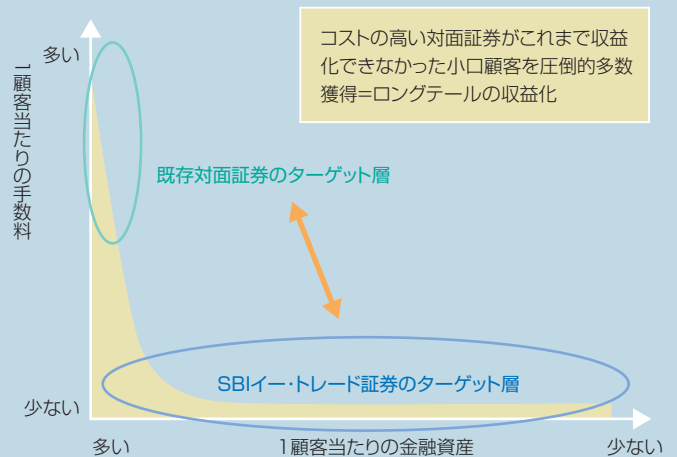 コストの高い対面証券がこれまで収益
化できなかった小口顧客を圧倒的多数
獲得=ロングテールの収益化
多い
1顧客当たりの手数料
既存対面証券のターゲット層
SBIイー・トレード証券のターゲット層
少ない
多い
1顧客当たりの金融資産
少ない